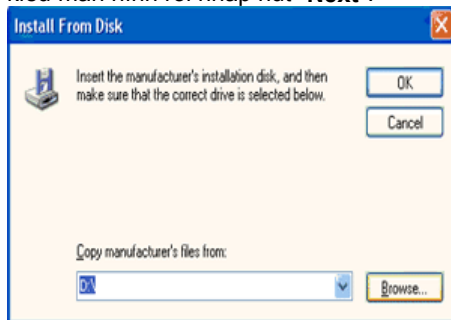 Install From Disk
Insert the manufacturer's installation disk, and then
make sure that the correct drive is selected below.
OK
Cancel
Copy manufacturer's files from:
D:\
Browse...